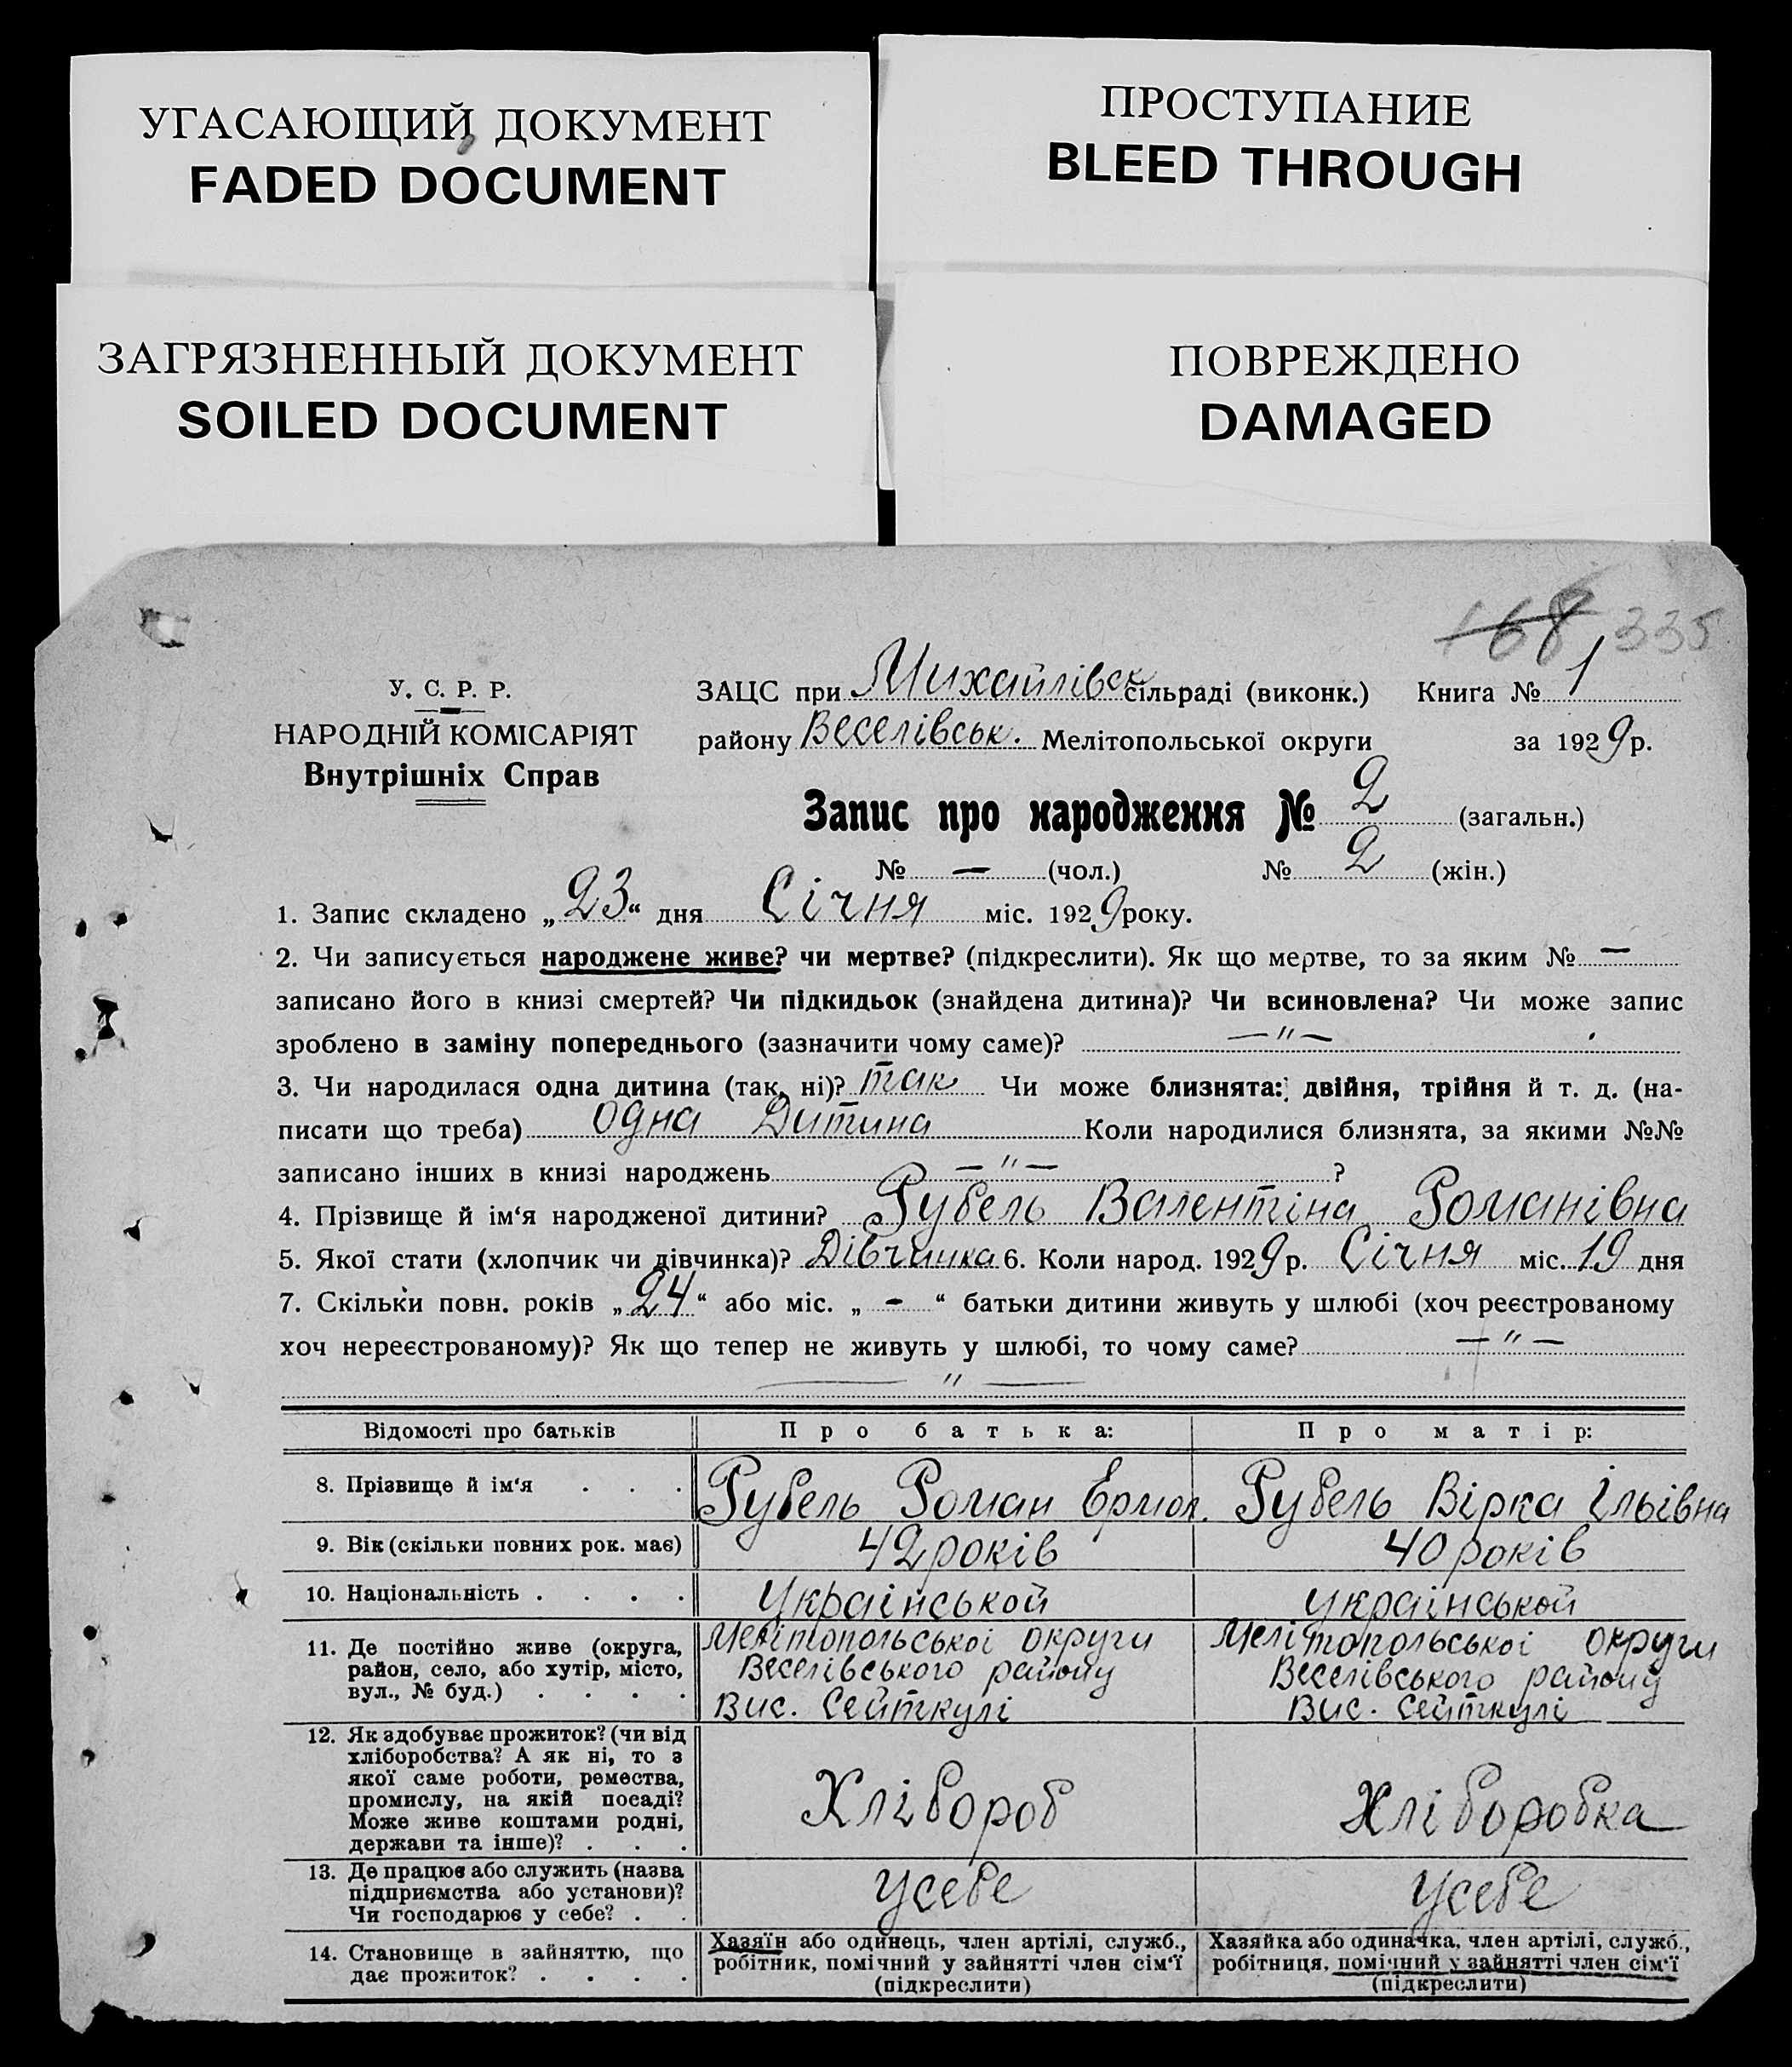 УГАСАЮЩИЙ ДОКУМЕНТ
FADED DOCUMENT
ПРОСТУПАНИЕ
BLEED THROUGH
ЗАГРЯЗНЕННЫЙ ДОКУМЕНТ
SOILED DOCUMENT
ПОВРЕЖДЕНО
DAMAGED
168 335
У. С. Р. Р.
НАРОДНІЙ КОМІСАРІЯТ
Внутрішніх Справ
ЗАЦС при Михайлівск сільраді (виконк.) Книга № 1
району Веселівськ. Мелітопольської округи за 1929 р.
Запис про народження № 2 (загальн.)
№ — (чол.) № 2 (жін.)
1. Запис складено „23“ дня Січня міс. 1929 року.
2. Чи записується народжене живе? чи мертве? (підкреслити). Як що мертве, то за яким № —
записано його в книзі смертей? Чи підкидьок (знайдена дитина)? Чи всиновлена? Чи може запис
зроблено в заміну попереднього (зазначити чому саме)? — " —
3. Чи народилася одна дитина (так, ні)? так Чи може близнята: двійня, трійня й т. д. (на-
писати що треба) одна Дитина Коли народилися близнята, за якими №№
записано інших в книзі народжень — " — ?
4. Прізвище й ім‘я народженої дитини? Рубель Валентіна Романівна
5. Якої стати (хлопчик чи дівчинка)? Дівчинка 6. Коли народ. 1929 р. Січня міс. 19 дня
7. Скільки повн. років „24“ або міс. „ - “ батьки дитини живуть у шлюбі (хоч реєстрованому
хоч нереєстрованому)? Як що тепер не живуть у шлюбі, то чому саме? — " —
— " —
Відомості про батьків Про батька: Про матір:
8. Прізвище й ім‘я . . . Рубель Роман Ермол. Рубель Вірка Ільівна
9. Вік (скільки повних рок. має) 42 років 40 років
10. Національність . . . . Українськой українськой
11. Де постійно живе (округа,
район, село, або хутір, місто,
вул., № буд.) . . . .
Мелітопольськоі округи
Веселівського району
Вис. Сейткулі
Мелітопольськоі округи
Веселівського району
Вис. Сейткулі
12. Як здобуває прожиток? (чи від
хліборобства? А як ні, то з
якої саме роботи, ремества,
промислу, на якій посаді?
Може живе коштами родні,
держави та інше)? . . .
Хлібороб
Хліборобка
13. Де працює або служить (назва
підприємства або установи)?
Чи господарює у себе? . .
усебе
усебе
14. Становище в зайняттю, що
дає прожиток? . . . .
Хазяїн або одинець, член артілі, служб.,
робітник, помічний у зайнятті член сім‘ї
(підкреслити)
Хазяйка або одиначка, член артілі, служб.,
робітниця, помічний у зайнятті член сім‘ї
(підкреслити)